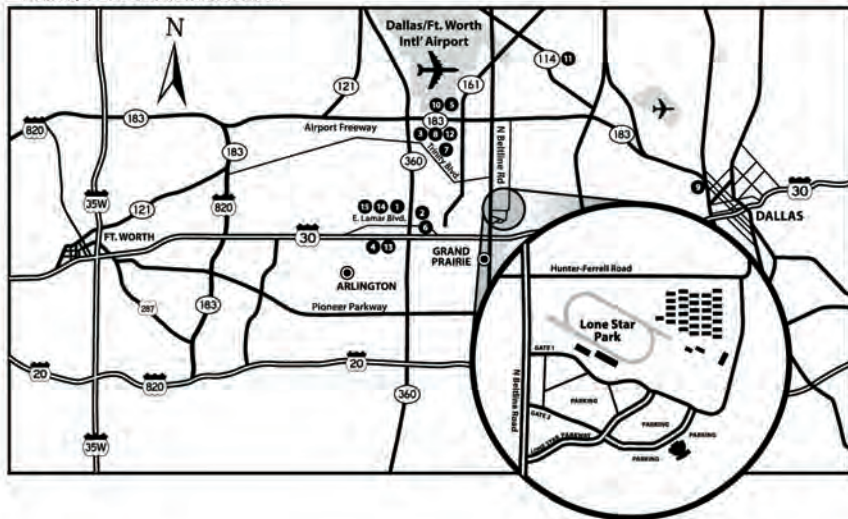 N
Dallas/Ft. Worth
Intl' Airport
121
161
114
11
820
183
10
5
183
Airport Freeway
183
3
8
12
7
Trinity Blvd.
N Beltline Rd
183
360
35W
121
820
14
1
E. Lamar Blvd.
2
6
9
30
DALLAS
FT. WORTH
30
4
13
GRAND
PRAIRIE
ARLINGTON
Hunter-Ferrell Road
287
183
Pioneer Parkway
Lone Star
Park
GATE 1
N Beltline Road
20
820
20
PARKING
GATE 2
PARKING
LONE STAR PARKWAY
PARKING
PARKING
360
35W